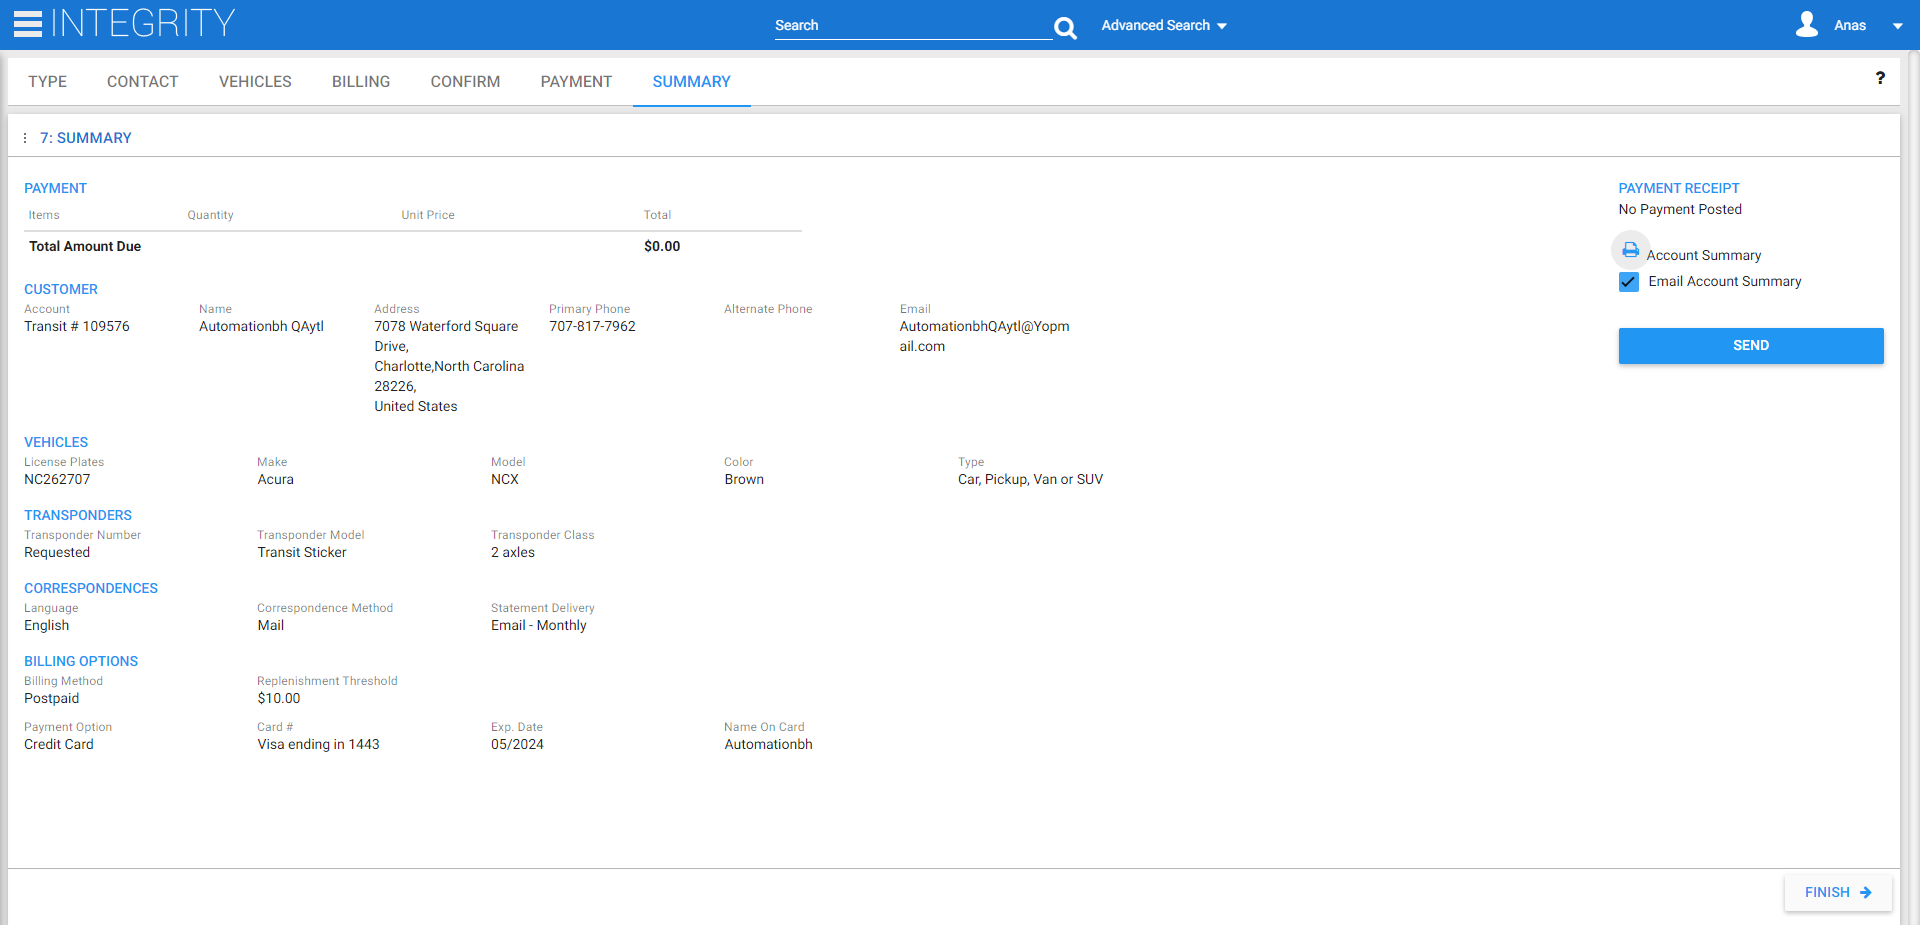 INTEGRITY
Search
Advanced Search
Anas
TYPE CONTACT VEHICLES BILLING CONFIRM PAYMENT SUMMARY
?
7: SUMMARY
PAYMENT
Items Quantity Unit Price Total
Total Amount Due $0.00
PAYMENT RECEIPT
No Payment Posted
Account Summary
Email Account Summary
SEND
CUSTOMER
Account Name Address Primary Phone Alternate Phone Email
Transit # 109576 Automationbh QAytl 7078 Waterford Square 707-817-7962 AutomationbhQAytl@Yopm
Drive, ail.com
Charlotte,North Carolina
28226,
United States
VEHICLES
License Plates Make Model Color Type
NC262707 Acura NCX Brown Car, Pickup, Van or SUV
TRANSPONDERS
Transponder Number Transponder Model Transponder Class
Requested Transit Sticker 2 axles
CORRESPONDENCES
Language Correspondence Method Statement Delivery
English Mail Email - Monthly
BILLING OPTIONS
Billing Method Replenishment Threshold
Postpaid $10.00
Payment Option Card # Exp. Date Name On Card
Credit Card Visa ending in 1443 05/2024 Automationbh
FINISH